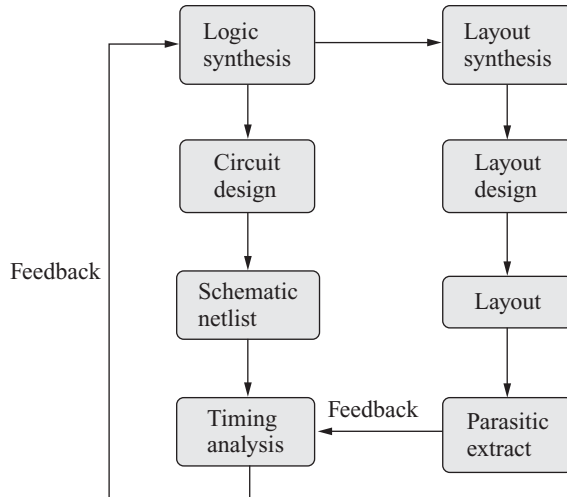 Logic
synthesis
Layout
synthesis
Circuit
design
Layout
design
Feedback
Schematic
netlist
Layout
Timing
analysis
Feedback
Parasitic
extract